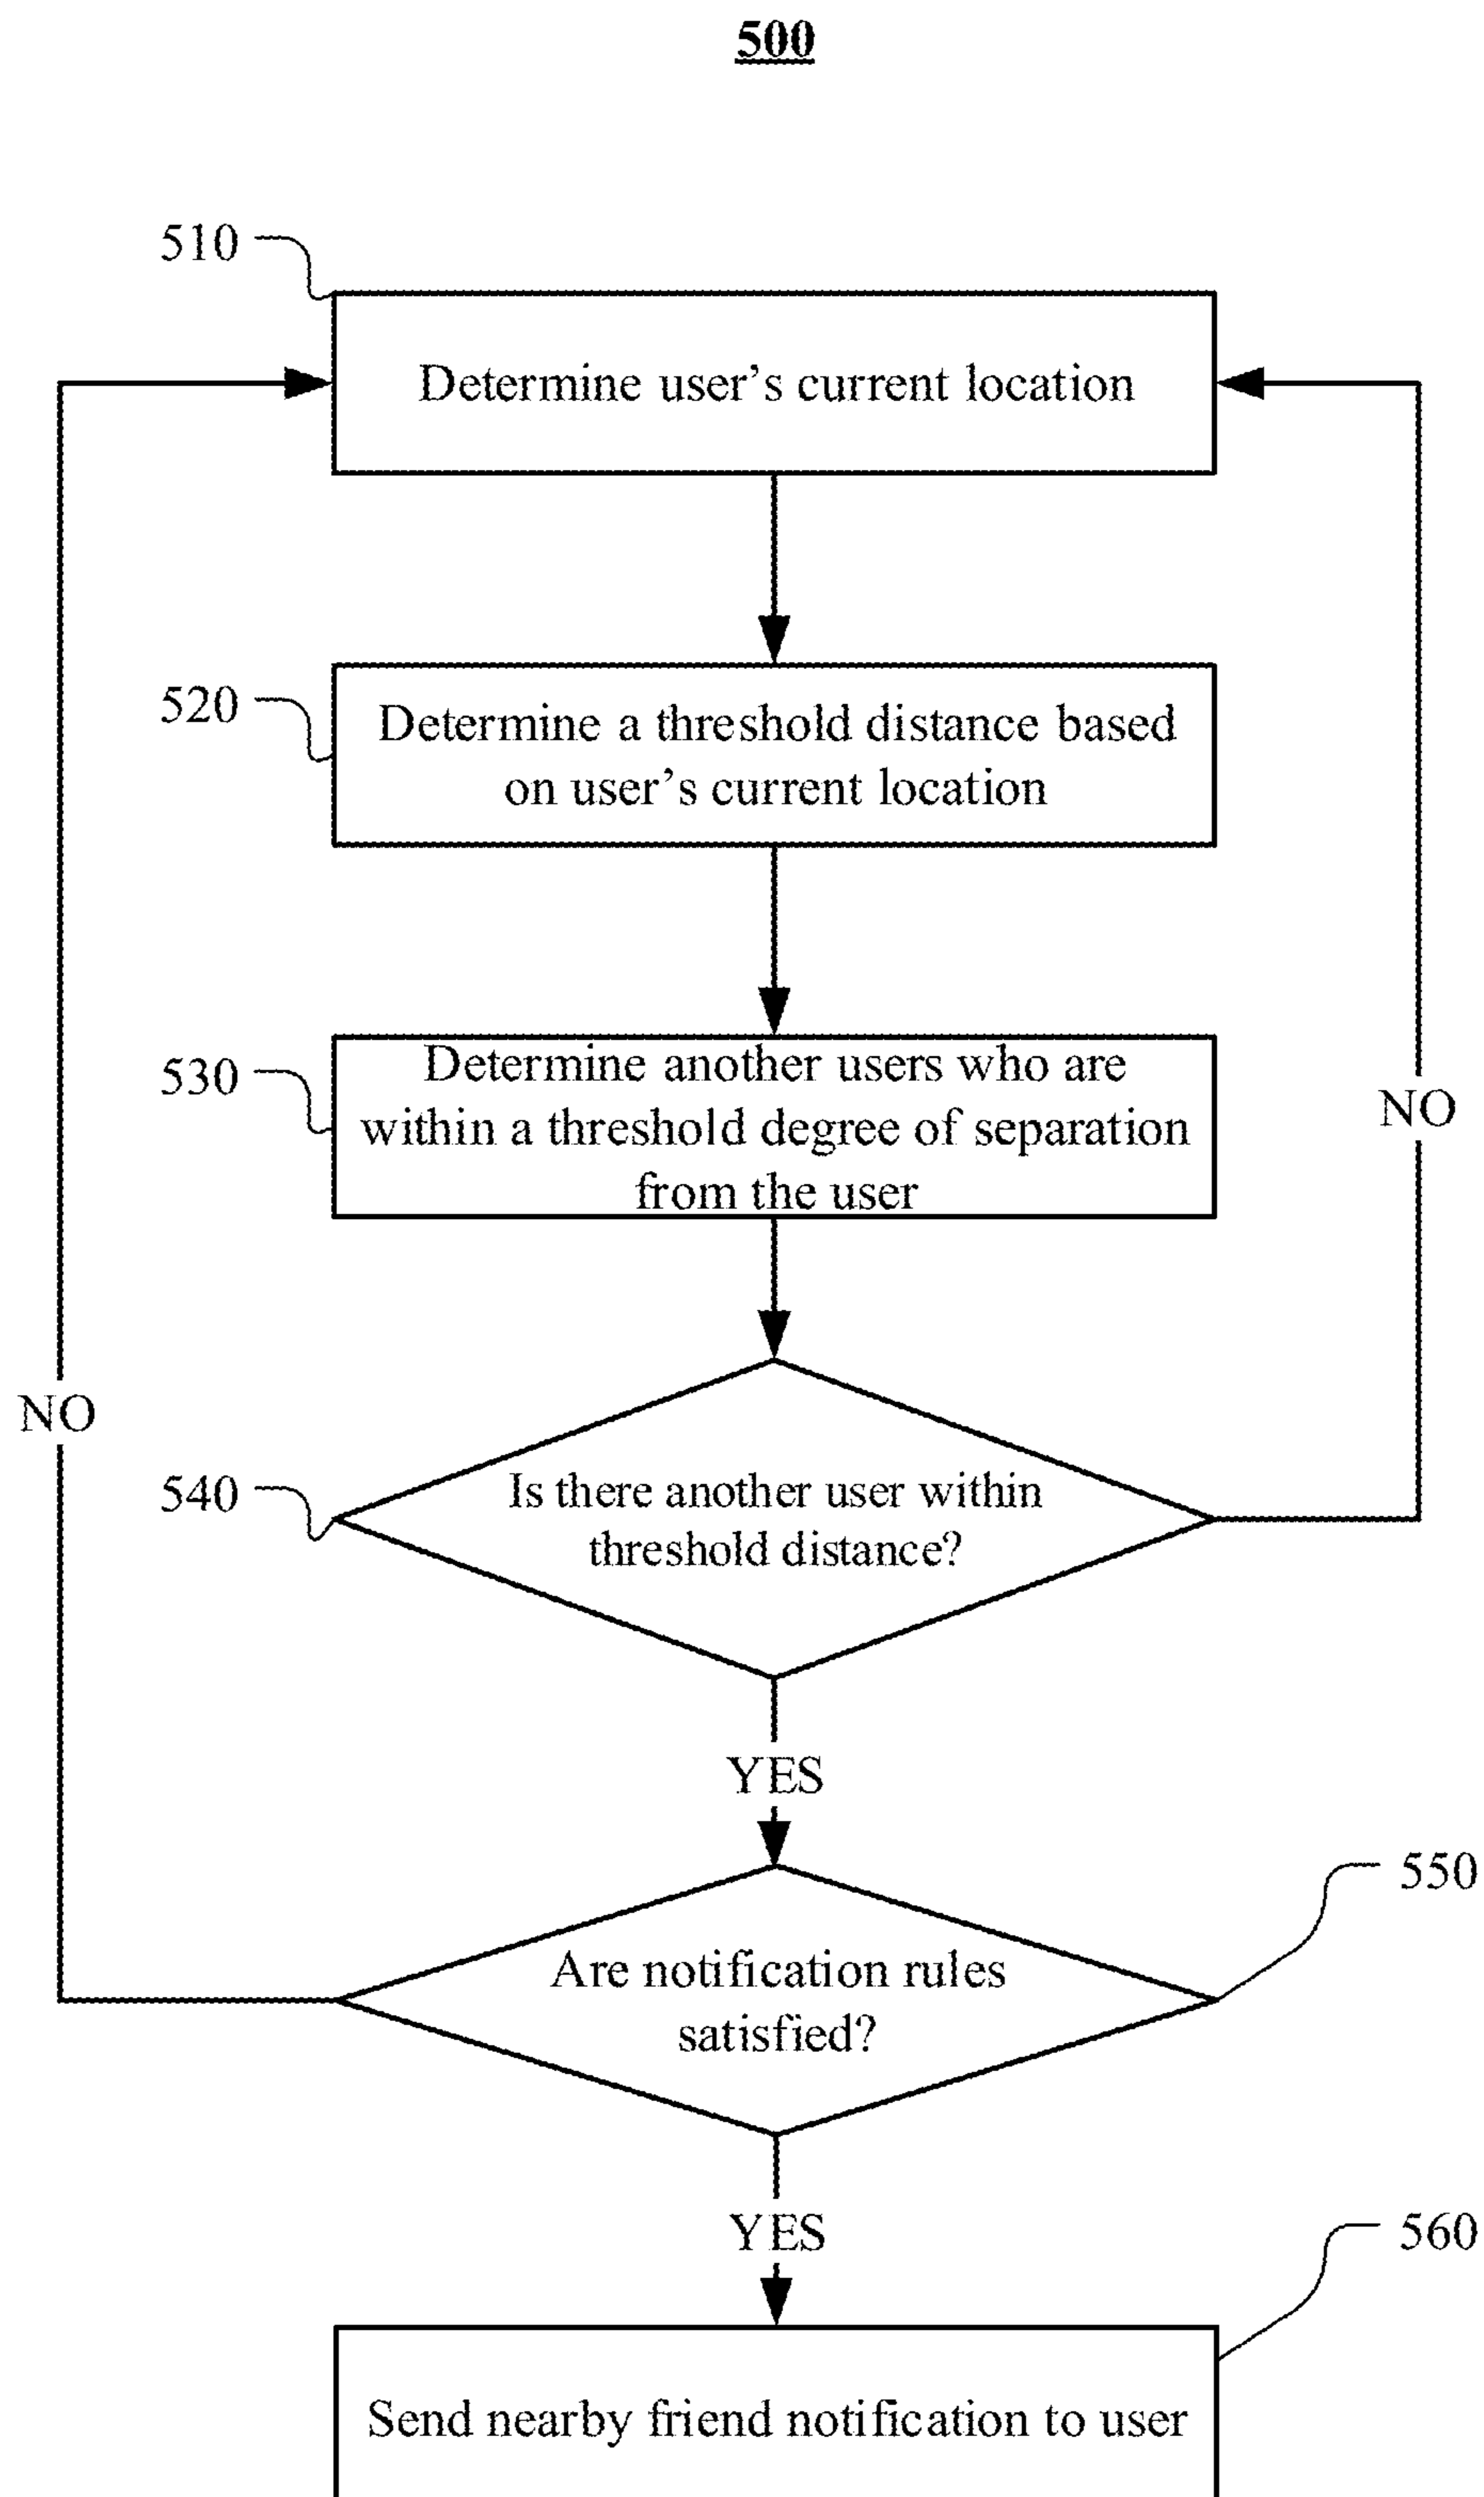 500
510
Determine user’s current location
520
Determine a threshold distance based
on user’s current location
530
Determine another users who are
within a threshold degree of separation
from the user
NO
NO
540
Is there another user within
threshold distance?
YES
550
Are notification rules
satisfied?
YES
560
Send nearby friend notification to user